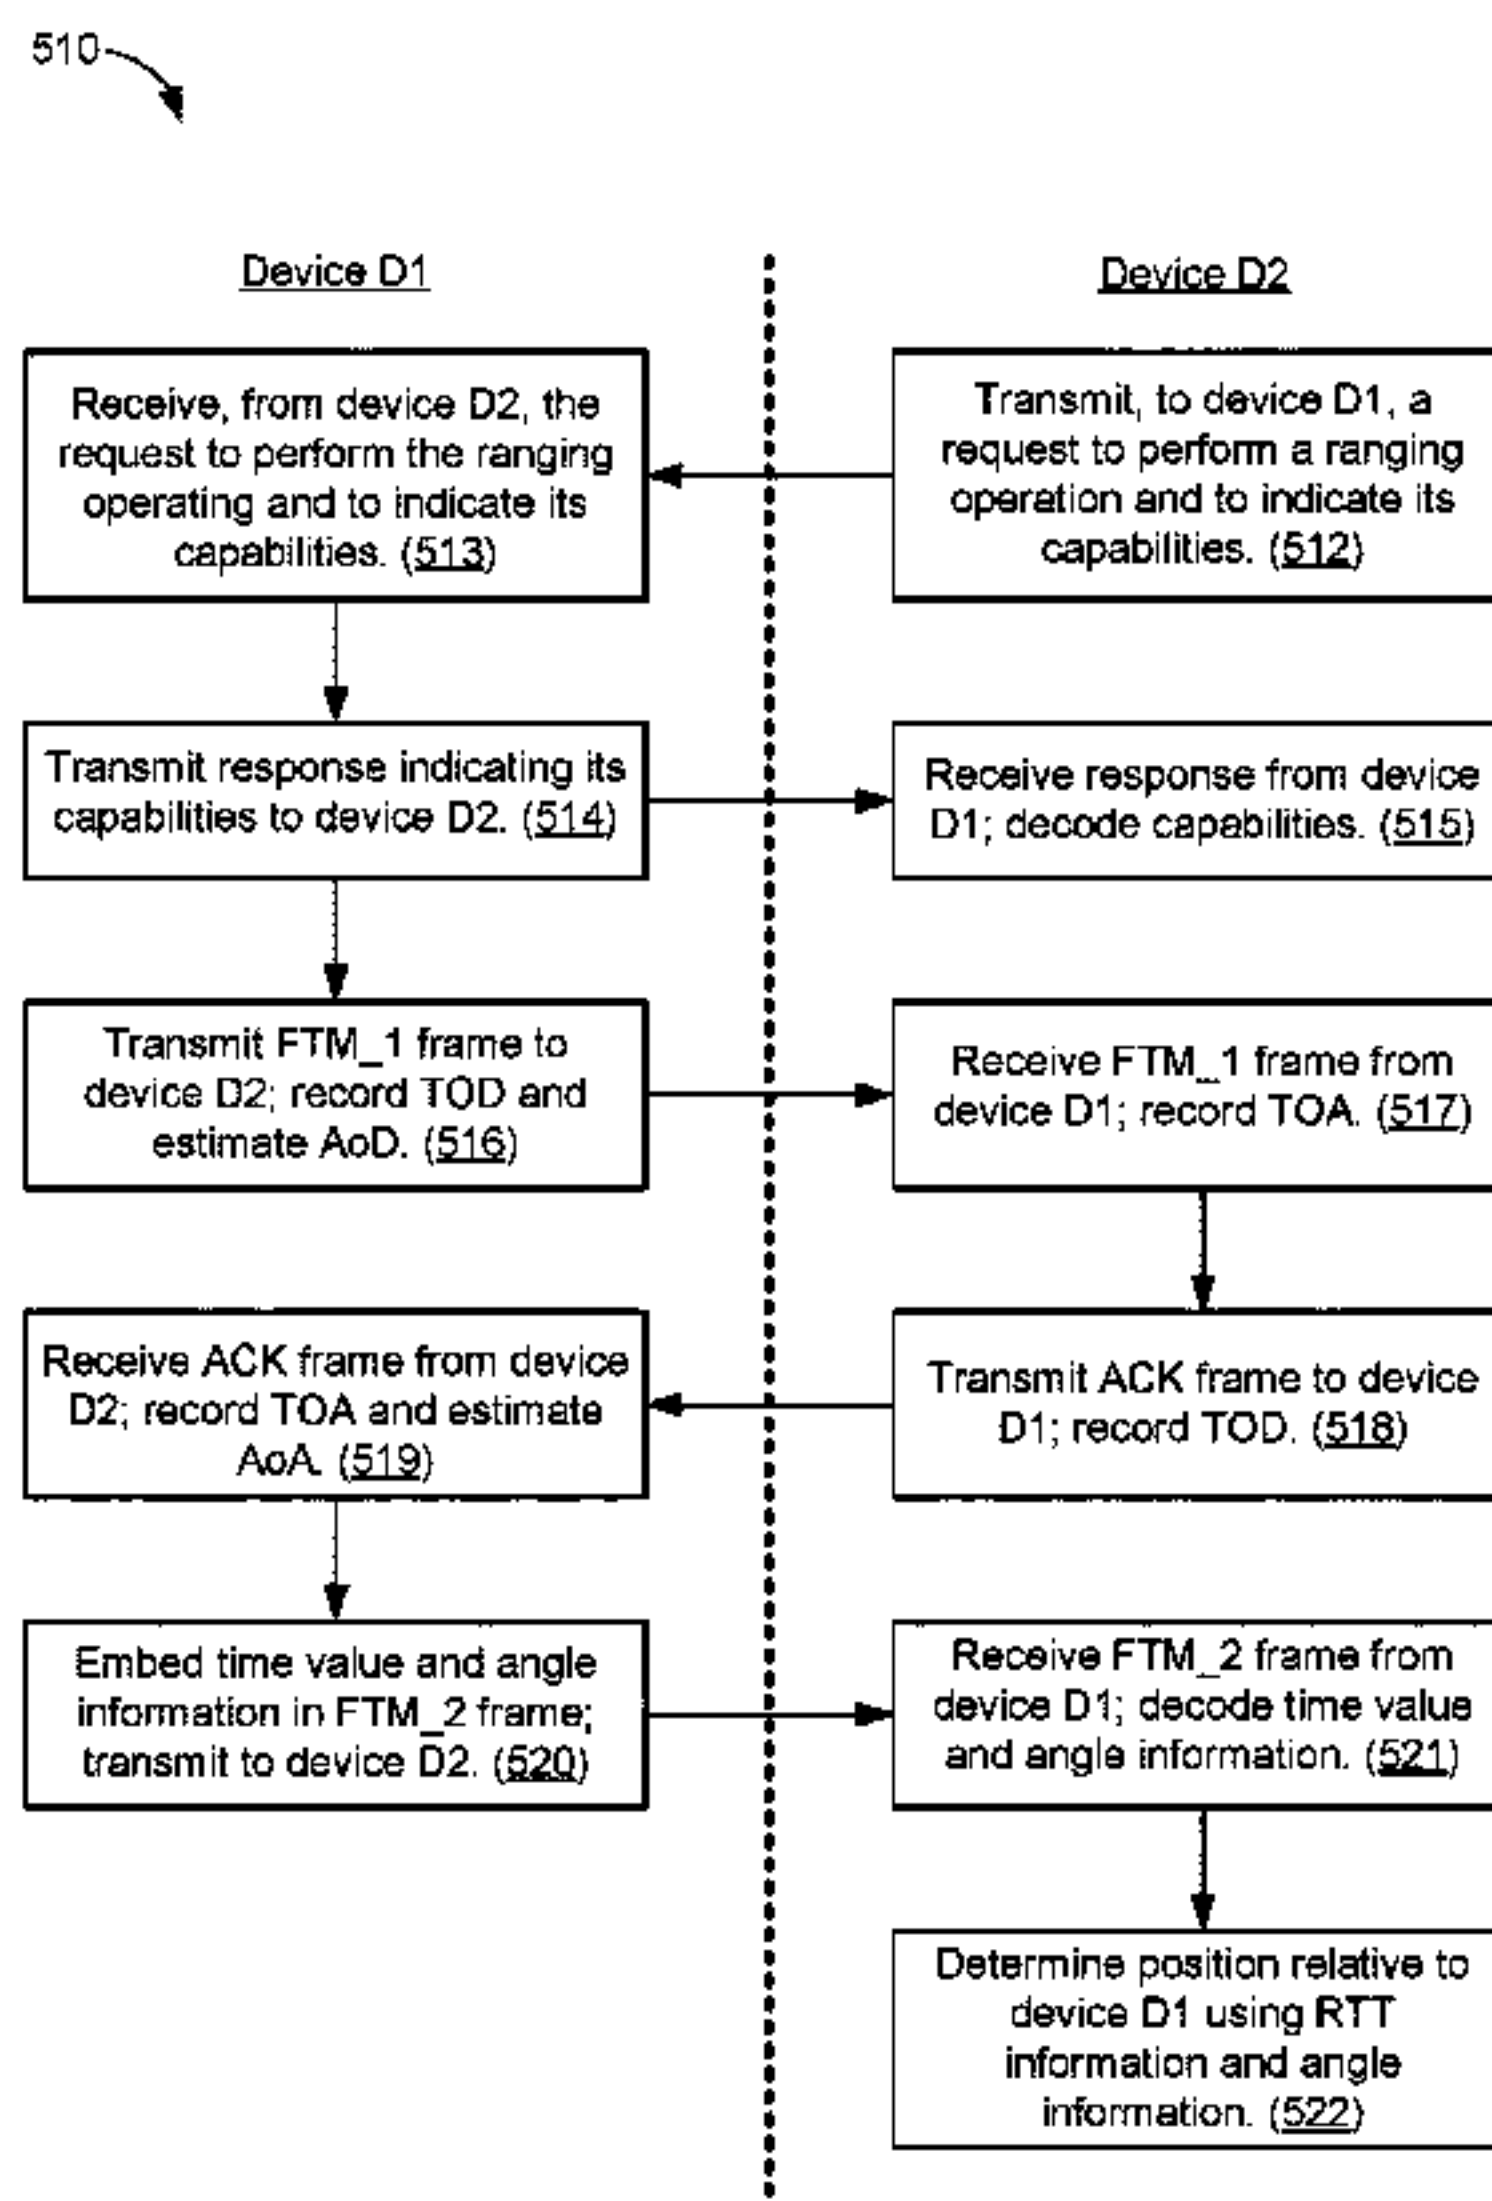 510
Device D1
Device D2
Receive, from device D2, the
request to perform the ranging
operating and to indicate its
capabilities. (513)
Transmit, to device D1, a
request to perform a ranging
operation and to indicate its
capabilities. (512)
Transmit response indicating its
capabilities to device D2. (514)
Receive response from device
D1; decode capabilities. (515)
Transmit FTM_1 frame to
device D2; record TOD and
estimate AoD. (516)
Receive FTM_1 frame from
device D1; record TOA. (517)
Receive ACK frame from device
D2; record TOA and estimate
AoA. (519)
Transmit ACK frame to device
D1; record TOD. (518)
Embed time value and angle
information in FTM_2 frame;
transmit to device D2. (520)
Receive FTM_2 frame from
device D1; decode time value
and angle information. (521)
Determine position relative to
device D1 using RTT
information and angle
information. (522)